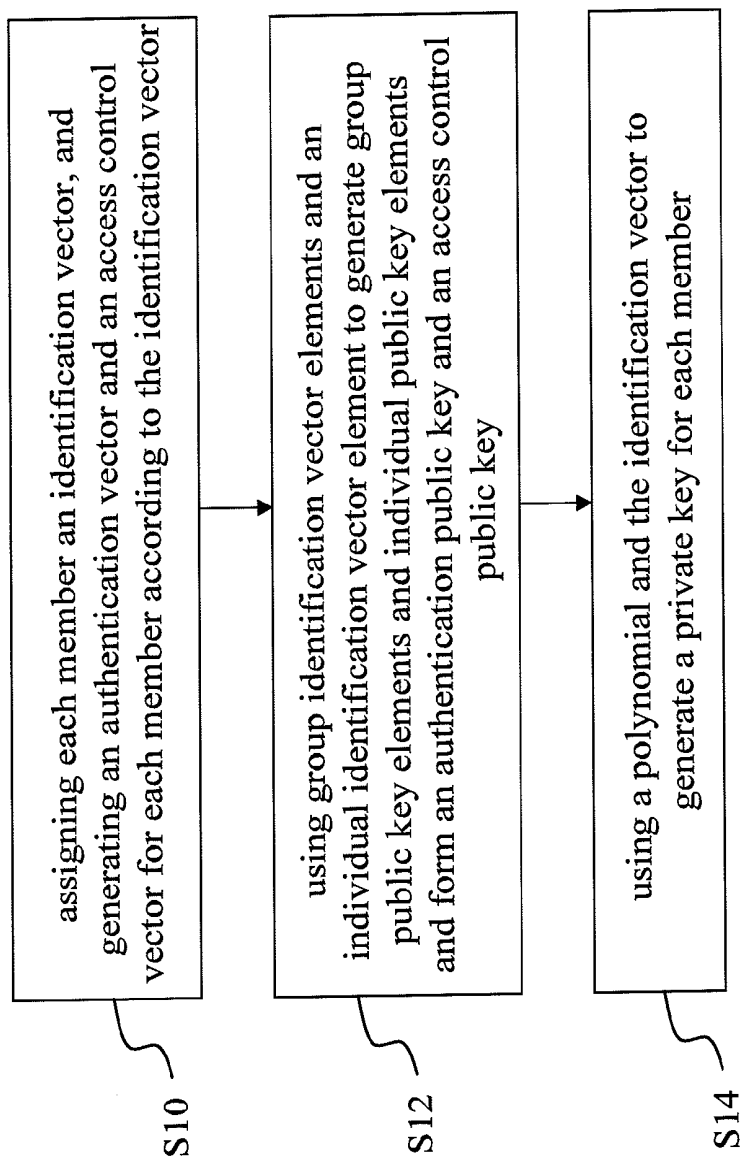 assigning each member an identification vector, and
generating an authentication vector and an access control
vector for each member according to the identification vector
S10
using group identification vector elements and an
individual identification vector element to generate group
public key elements and individual public key elements
and form an authentication public key and an access control
public key
S12
using a polynomial and the identification vector to
generate a private key for each member
S14